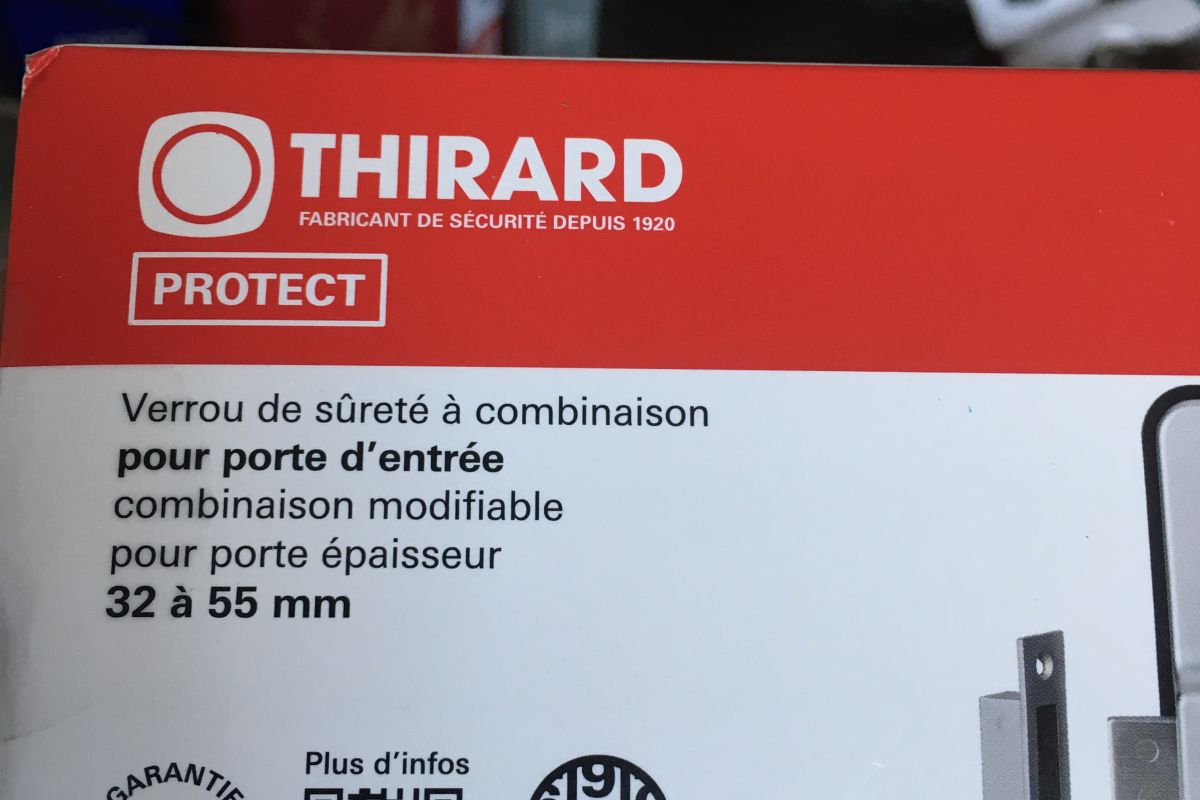 THIRARD
FABRICANT DE SÉCURITÉ DEPUIS 1920
PROTECT
Verrou de sûreté à combinaison
pour porte d'entrée
combinaison modifiable
pour porte épaisseur
32 à 55 mm
GARANTIE
Plus d'infos